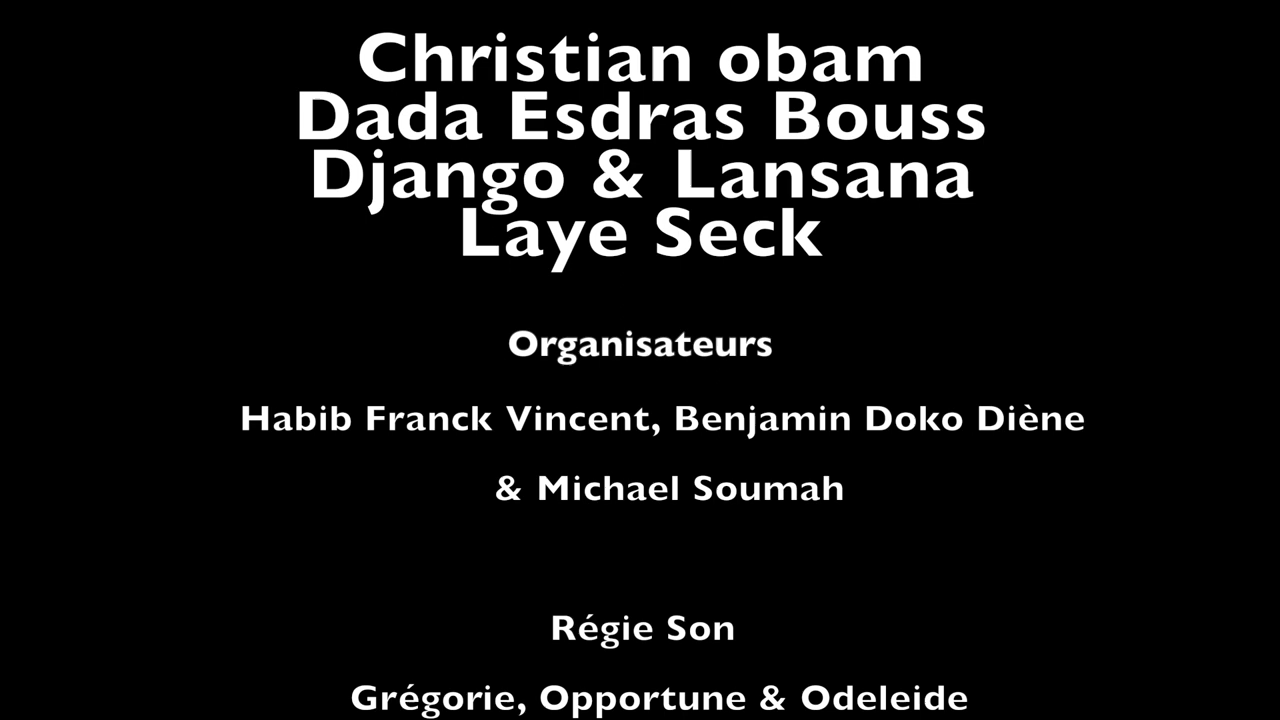 Christian obam
Dada Esdras Bouss
Django & Lansana
Laye Seck
Organisateurs
Habib Franck Vincent, Benjamin Doko Diène
& Michael Soumah
Régie Son
Grégorie, Opportune & Odeleide